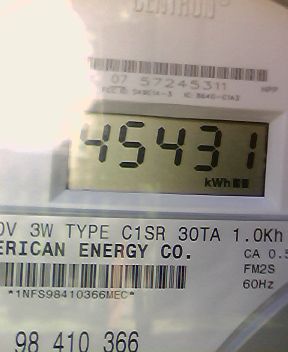 CENTRON®
07 57245311 HPP
45431
kWh
0V 3W TYPE C1SR 30TA 1.0Kh
ERICAN ENERGY CO. CA 0.5
FM2S
*1NFS98410366MEC* 60Hz
98 410 366